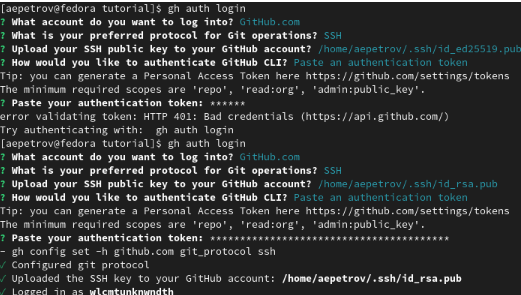 [aepetrov@fedora tutorial]$ gh auth login
? What account do you want to log into? GitHub.com
? What is your preferred protocol for Git operations? SSH
? Upload your SSH public key to your GitHub account? /home/aepetrov/.ssh/id_ed25519.pub
? How would you like to authenticate GitHub CLI? Paste an authentication token
Tip: you can generate a Personal Access Token here https://github.com/settings/tokens
The minimum required scopes are 'repo', 'read:org', 'admin:public_key'.
? Paste your authentication token: ******
error validating token: HTTP 401: Bad credentials (https://api.github.com/)
Try authenticating with:  gh auth login
[aepetrov@fedora tutorial]$ gh auth login
? What account do you want to log into? GitHub.com
? What is your preferred protocol for Git operations? SSH
? Upload your SSH public key to your GitHub account? /home/aepetrov/.ssh/id_rsa.pub
? How would you like to authenticate GitHub CLI? Paste an authentication token
Tip: you can generate a Personal Access Token here https://github.com/settings/tokens
The minimum required scopes are 'repo', 'read:org', 'admin:public_key'.
? Paste your authentication token: ****************************************
- gh config set -h github.com git_protocol ssh
✓ Configured git protocol
✓ Uploaded the SSH key to your GitHub account: /home/aepetrov/.ssh/id_rsa.pub
✓ Logged in as wlcmtunknwndth